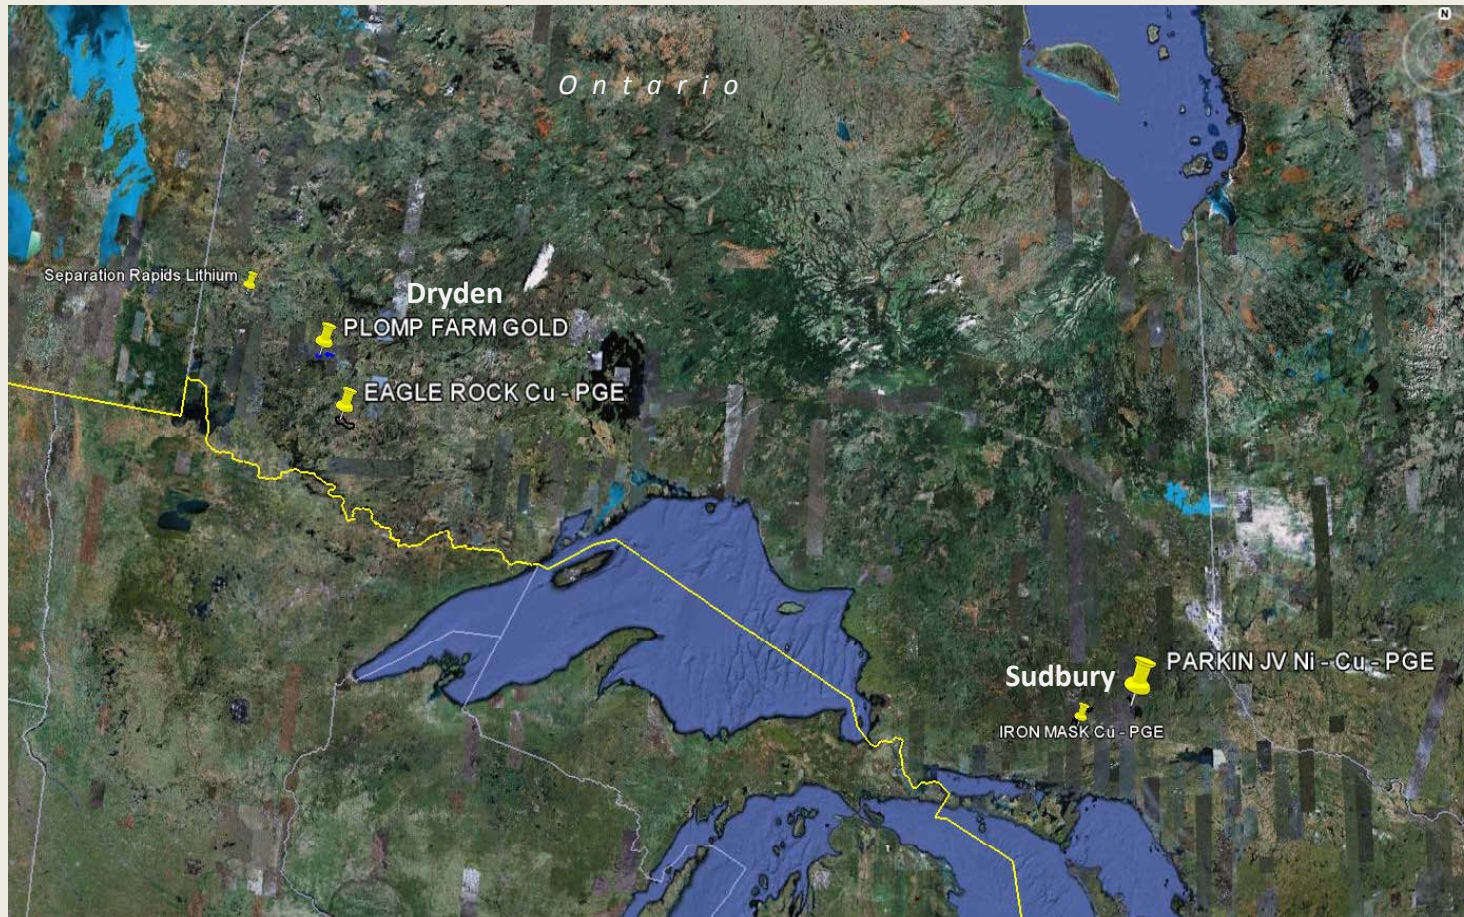 N
O n t a r i o
Separation Rapids Lithium
Dryden
PLOMP FARM GOLD
EAGLE ROCK Cu - PGE
Sudbury
PARKIN JV Ni - Cu - PGE
IRON MASK Cu - PGE